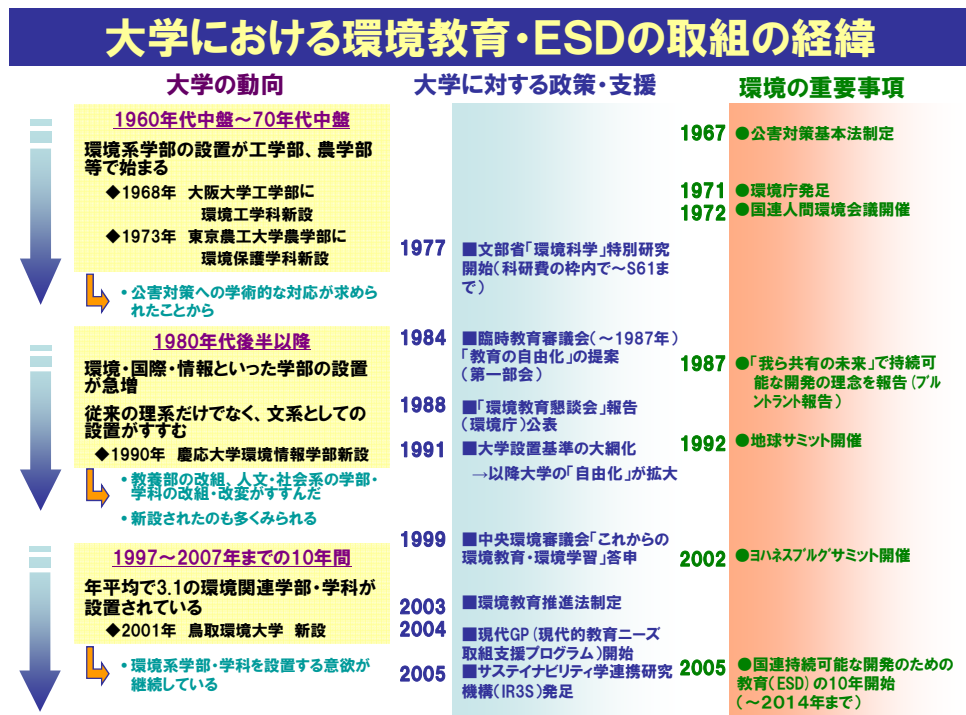 大学における環境教育・ESDの取組の経緯
大学の動向
1960年代中盤～70年代中盤
環境系学部の設置が工学部、農学部
等で始まる
◆1968年 大阪大学工学部に
環境工学科新設
◆1973年 東京農工大学農学部に
環境保護学科新設
・公害対策への学術的な対応が求めら
れたことから
1980年代後半以降
環境・国際・情報といった学部の設置
が急増
従来の理系だけでなく、文系としての
設置がすすむ
◆1990年 慶応大学環境情報学部新設
・教養部の改組、人文・社会系の学部・
学科の改組・改変がすすんだ
・新設されたのも多くみられる
1997～2007年までの10年間
年平均で3.1の環境関連学部・学科が
設置されている
◆2001年 鳥取環境大学 新設
・環境系学部・学科を設置する意欲が
継続している
大学に対する政策・支援
1977 ■文部省「環境科学」特別研究
開始（科研費の枠内で～S61ま
で）
1984 ■臨時教育審議会（～1987年）
「教育の自由化」の提案
（第一部会）
1988 ■「環境教育懇談会」報告
（環境庁）公表
1991 ■大学設置基準の大綱化
→以降大学の「自由化」が拡大
1999 ■中央環境審議会「これからの
環境教育・環境学習」答申
2003 ■環境教育推進法制定
2004 ■現代GP（現代的教育ニーズ
取組支援プログラム）開始
2005 ■サステイナビリティ学連携研究
機構（IR3S）発足
環境の重要事項
1967 ●公害対策基本法制定
1971 ●環境庁発足
1972 ●国連人間環境会議開催
1987 ●「我ら共有の未来」で持続可
能な開発の理念を報告（ブル
ントラント報告）
1992 ●地球サミット開催
2002 ●ヨハネスブルグサミット開催
2005 ●国連持続可能な開発のための
教育（ESD）の10年開始
（～2014年まで）